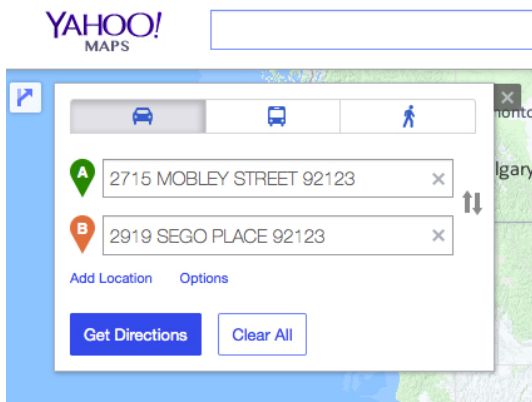 YAHOO!
MAPS
A 2715 MOBLEY STREET 92123
B 2919 SEGO PLACE 92123
Add Location Options
Get Directions Clear All